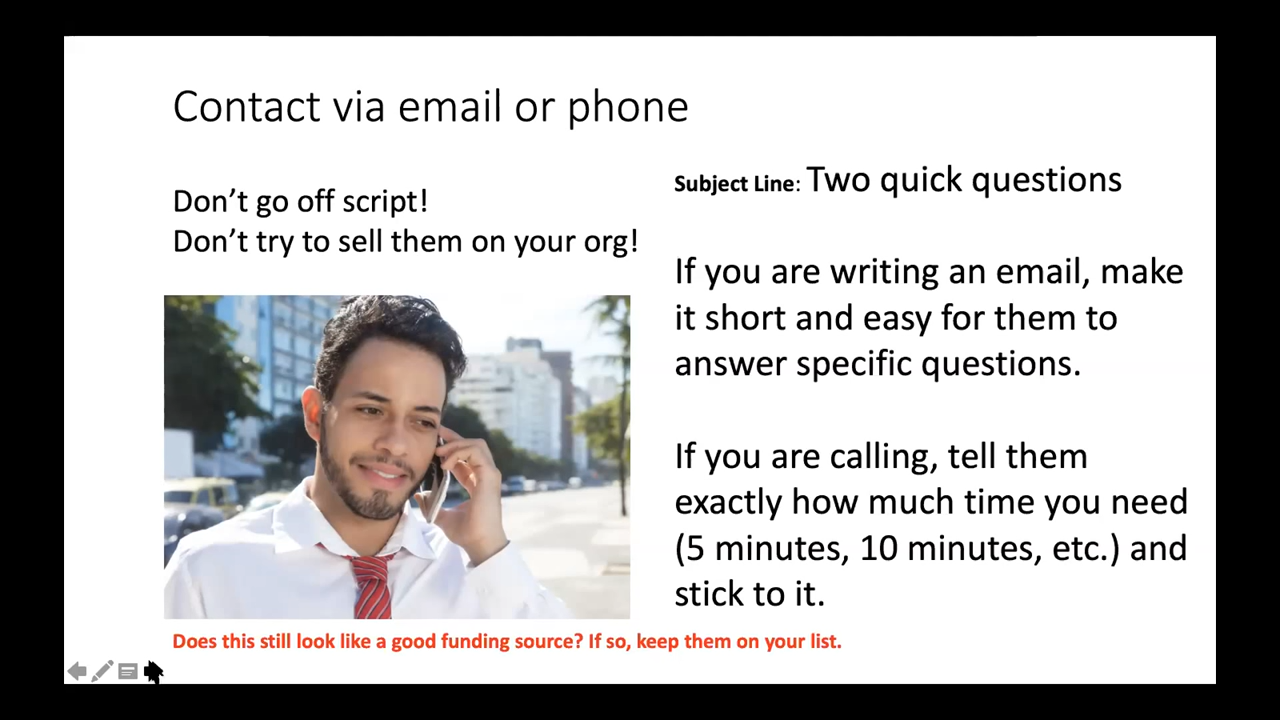 Contact via email or phone
Don’t go off script!
Don’t try to sell them on your org!
Subject Line: Two quick questions
If you are writing an email, make
it short and easy for them to
answer specific questions.
If you are calling, tell them
exactly how much time you need
(5 minutes, 10 minutes, etc.) and
stick to it.
Does this still look like a good funding source? If so, keep them on your list.